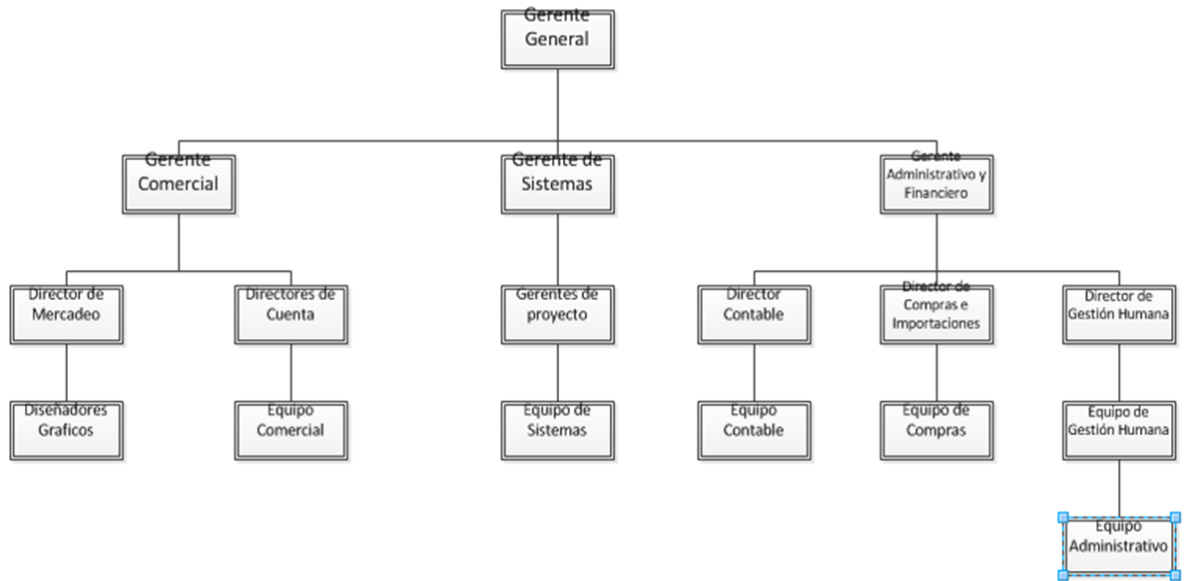 Gerente
General
Gerente
Comercial
Gerente de
Sistemas
Gerente
Administrativo y
Financiero
Director de
Mercadeo
Directores de
Cuenta
Gerentes de
proyecto
Director
Contable
Director de
Compras e
Importaciones
Director de
Gestión Humana
Diseñadores
Graficos
Equipo
Comercial
Equipo de
Sistemas
Equipo
Contable
Equipo de
Compras
Equipo de
Gestión Humana
Equipo
Administrativo